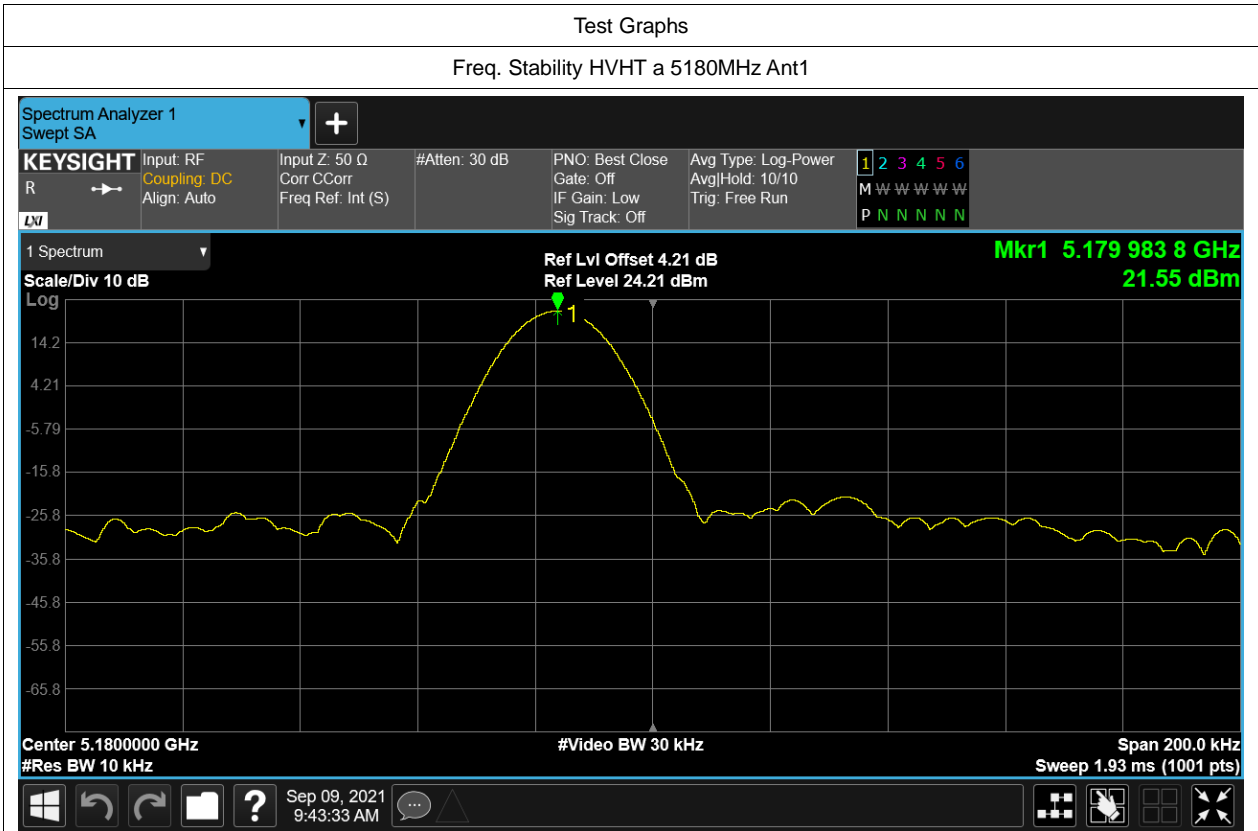 Test Graphs
Freq. Stability HVHT a 5180MHz Ant1
Spectrum Analyzer 1
Swept SA
KEYSIGHT
R
LXI
Input: RF
Coupling: DC
Align: Auto
Input Z: 50 Ω
Corr CCorr
Freq Ref: Int (S)
#Atten: 30 dB
PNO: Best Close
Gate: Off
IF Gain: Low
Sig Track: Off
Avg Type: Log-Power
Avg|Hold: 10/10
Trig: Free Run
1 2 3 4 5 6
M W W W W W
P N N N N N
1 Spectrum
Scale/Div 10 dB
Log
Ref Lvl Offset 4.21 dB
Ref Level 24.21 dBm
Mkr1 5.179 983 8 GHz
21.55 dBm
1
14.2
4.21
-5.79
-15.8
-25.8
-35.8
-45.8
-55.8
-65.8
Center 5.1800000 GHz
#Res BW 10 kHz
#Video BW 30 kHz
Span 200.0 kHz
Sweep 1.93 ms (1001 pts)
?
Sep 09, 2021
9:43:33 AM